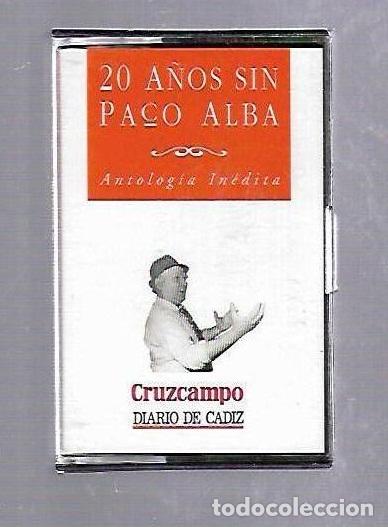 20 AÑOS SIN
PACO ALBA
Antología Inédita
Cruzcampo
DIARIO DE CADIZ
todocoleccion